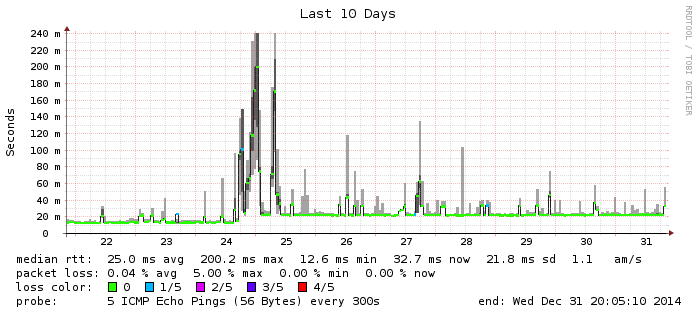 Last 10 Days
RRDTOOL / TOBI OETIKER
Seconds
240 m
220 m
200 m
180 m
160 m
140 m
120 m
100 m
80 m
60 m
40 m
20 m
0
22 23 24 25 26 27 28 29 30 31
median rtt: 25.0 ms avg 200.2 ms max 12.6 ms min 32.7 ms now 21.8 ms sd 1.1 am/s
packet loss: 0.04 % avg 5.00 % max 0.00 % min 0.00 % now
loss color: 0 1/5 2/5 3/5 4/5
probe: 5 ICMP Echo Pings (56 Bytes) every 300s end: Wed Dec 31 20:05:10 2014